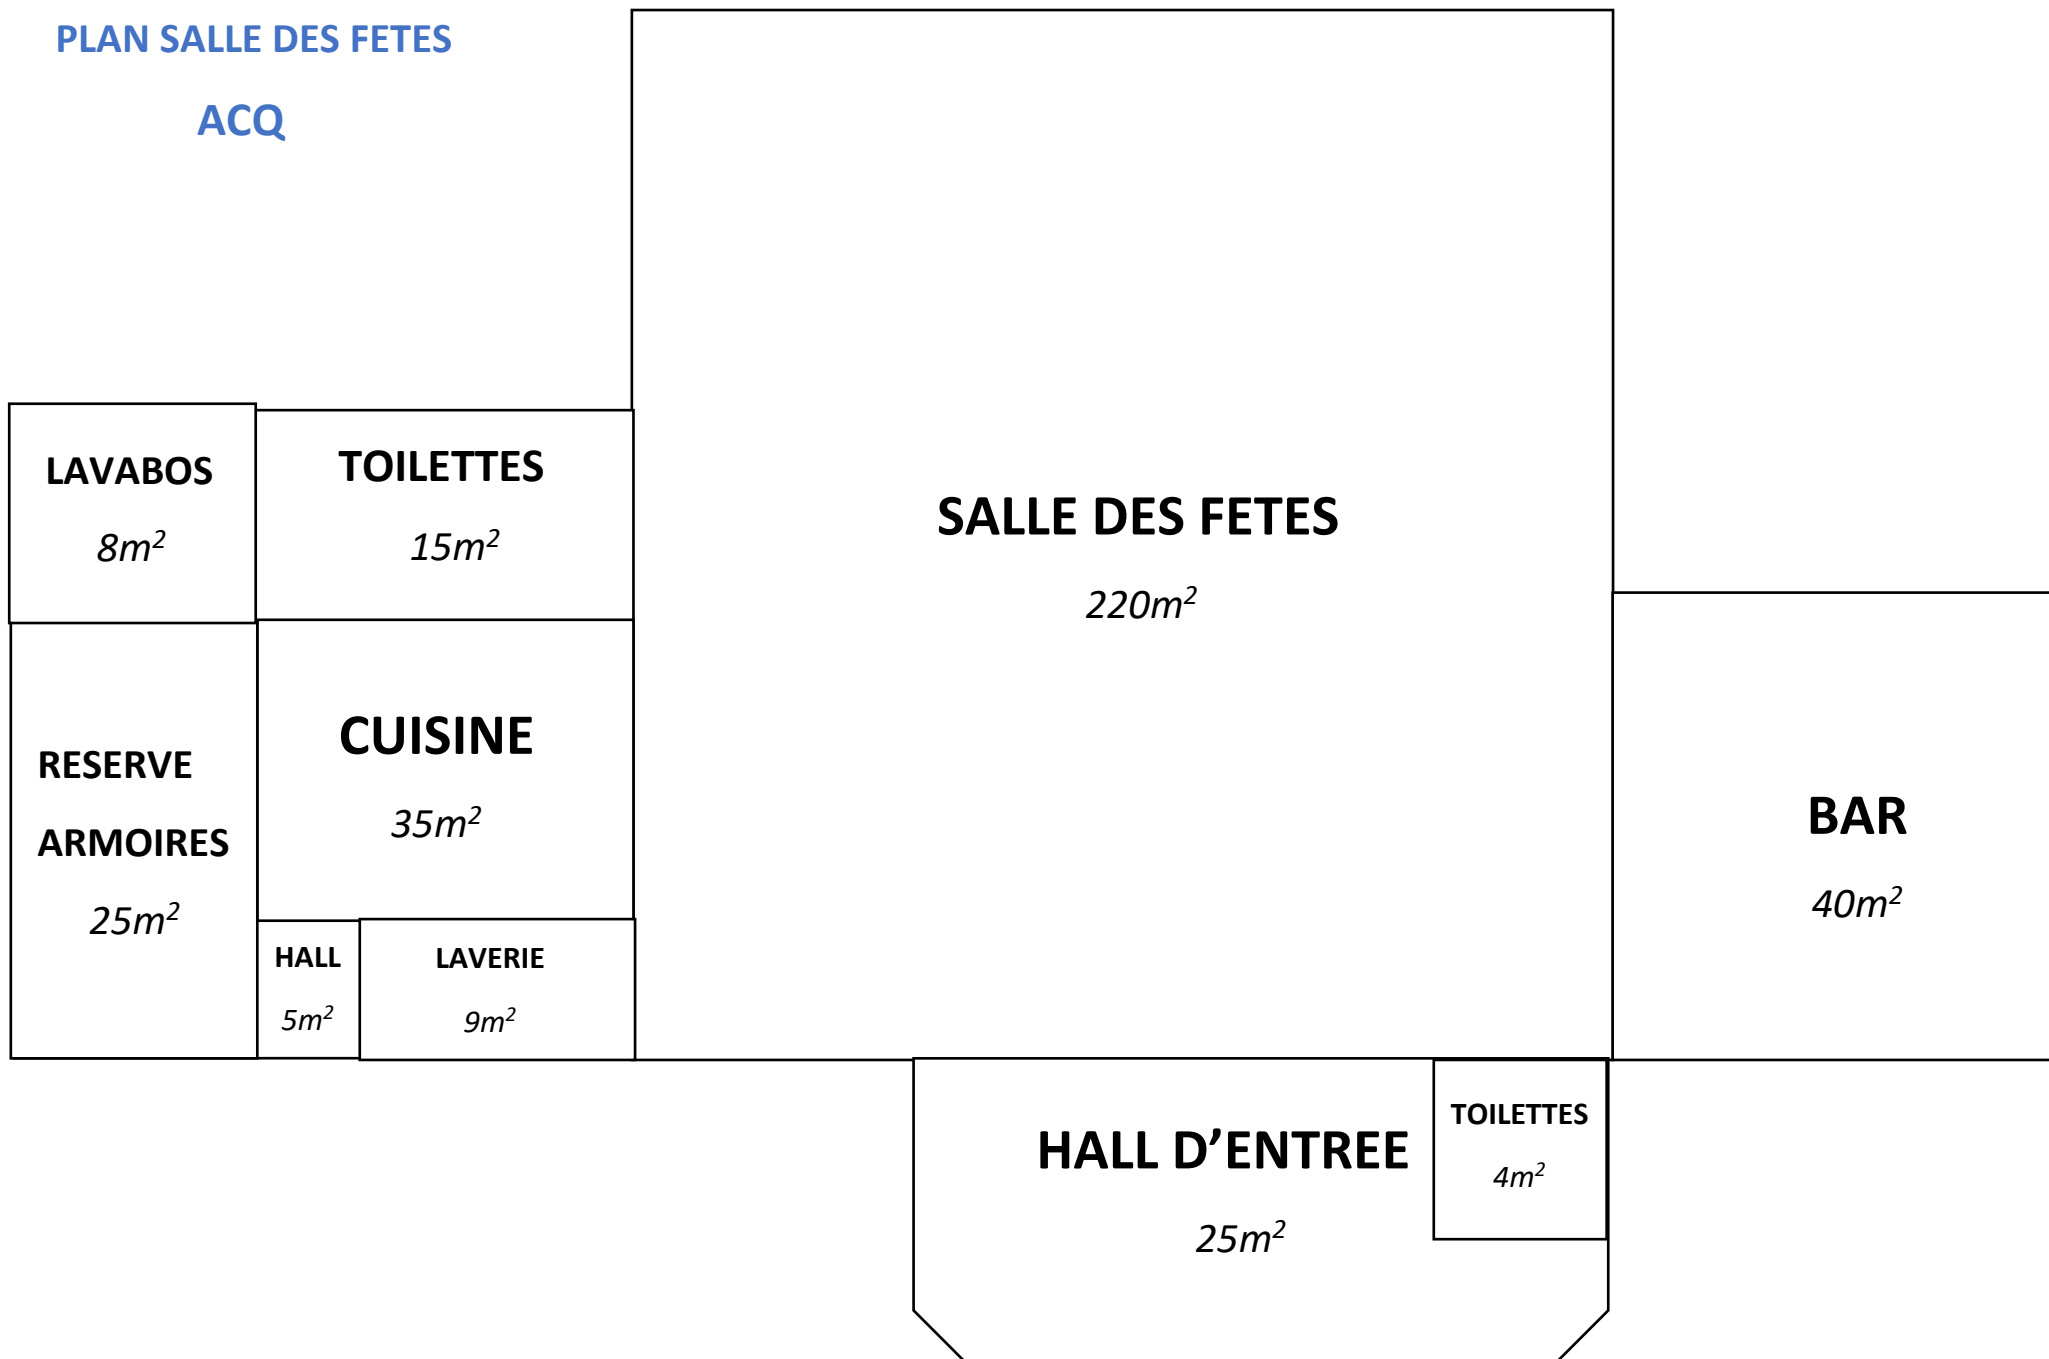 PLAN SALLE DES FETES
ACQ
LAVABOS
8m²
TOILETTES
15m²
SALLE DES FETES
220m²
RESERVE
ARMOIRES
25m²
CUISINE
35m²
BAR
40m²
HALL
5m²
LAVERIE
9m²
HALL D’ENTREE
25m²
TOILETTES
4m²